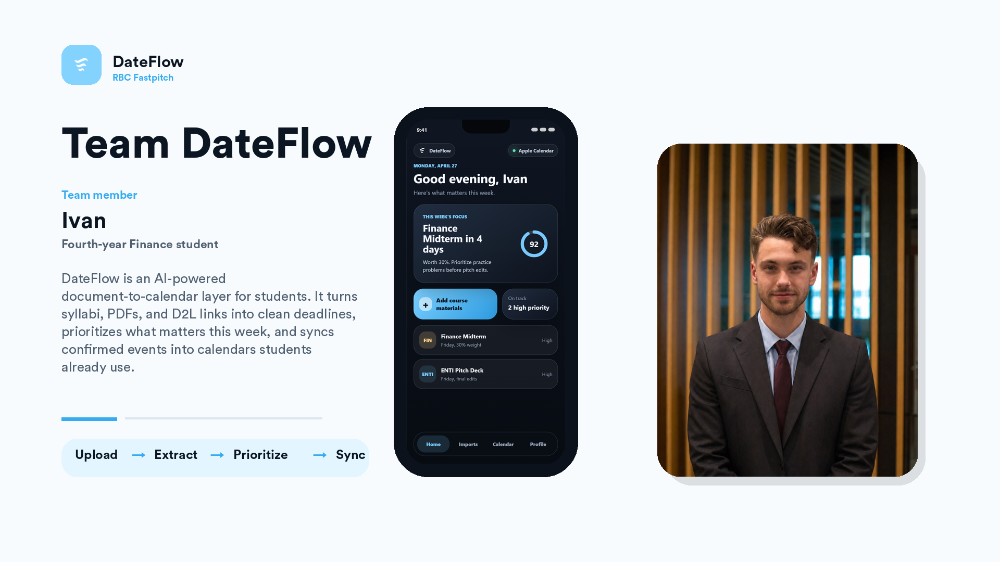 DateFlow
RBC Fastpitch
Team DateFlow
Team member
Ivan
Fourth-year Finance student
DateFlow is an AI-powered
document-to-calendar layer for students. It turns
syllabi, PDFs, and D2L links into clean deadlines,
prioritizes what matters this week, and syncs
confirmed events into calendars students
already use.
Upload → Extract → Prioritize → Sync
9:41
DateFlow
Apple Calendar
MONDAY, APRIL 27
Good evening, Ivan
Here's what matters this week.
THIS WEEK'S FOCUS
Finance
Midterm in 4
days
92
Worth 30%. Prioritize practice
problems before pitch edits.
+
Add course
materials
On track
2 high priority
FIN
Finance Midterm
Friday, 30% weight
High
ENTI
ENTI Pitch Deck
Friday, final edits
High
Home Imports Calendar Profile